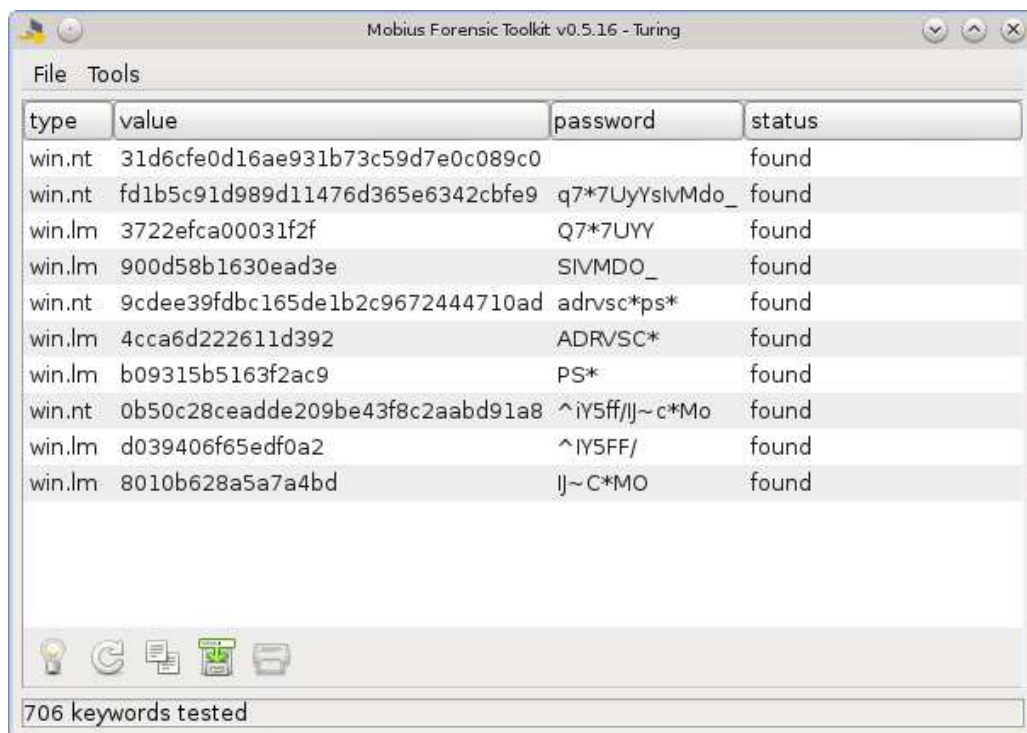 Mobius Forensic Toolkit v0.5.16 - Turing
File Tools
type value password status
win.nt 31d6cfe0d16ae931b73c59d7e0c089c0 found
win.nt fd1b5c91d989d11476d365e6342cbfe9 q7*7UyYsIvMdo_ found
win.lm 3722efca00031f2f Q7*7UYY found
win.lm 900d58b1630ead3e SIVMDO_ found
win.nt 9cdee39fdbc165de1b2c9672444710ad adrvsc*ps* found
win.lm 4cca6d222611d392 ADRVSC* found
win.lm b09315b5163f2ac9 PS* found
win.nt 0b50c28ceadde209be43f8c2aabd91a8 ^iY5ff/IJ~c*Mo found
win.lm d039406f65edf0a2 ^IY5FF/ found
win.lm 8010b628a5a7a4bd IJ~C*MO found
706 keywords tested